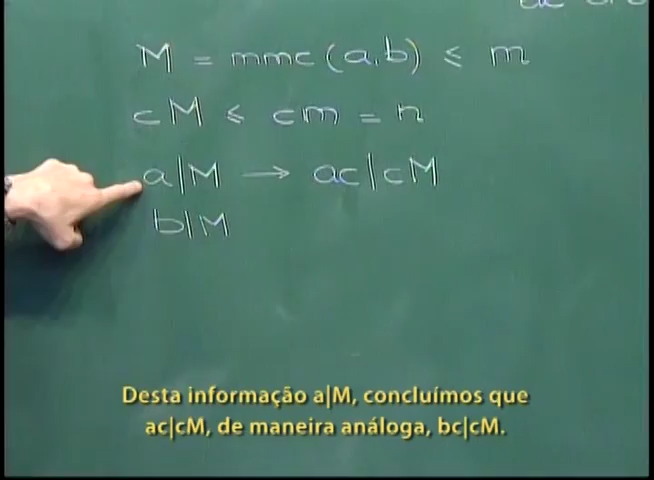 M = mmc (a.b) ≤ m
cM ≤ cm = n
a|M → ac|cM
b|M
Desta informação a|M, concluímos que
ac|cM, de maneira análoga, bc|cM.